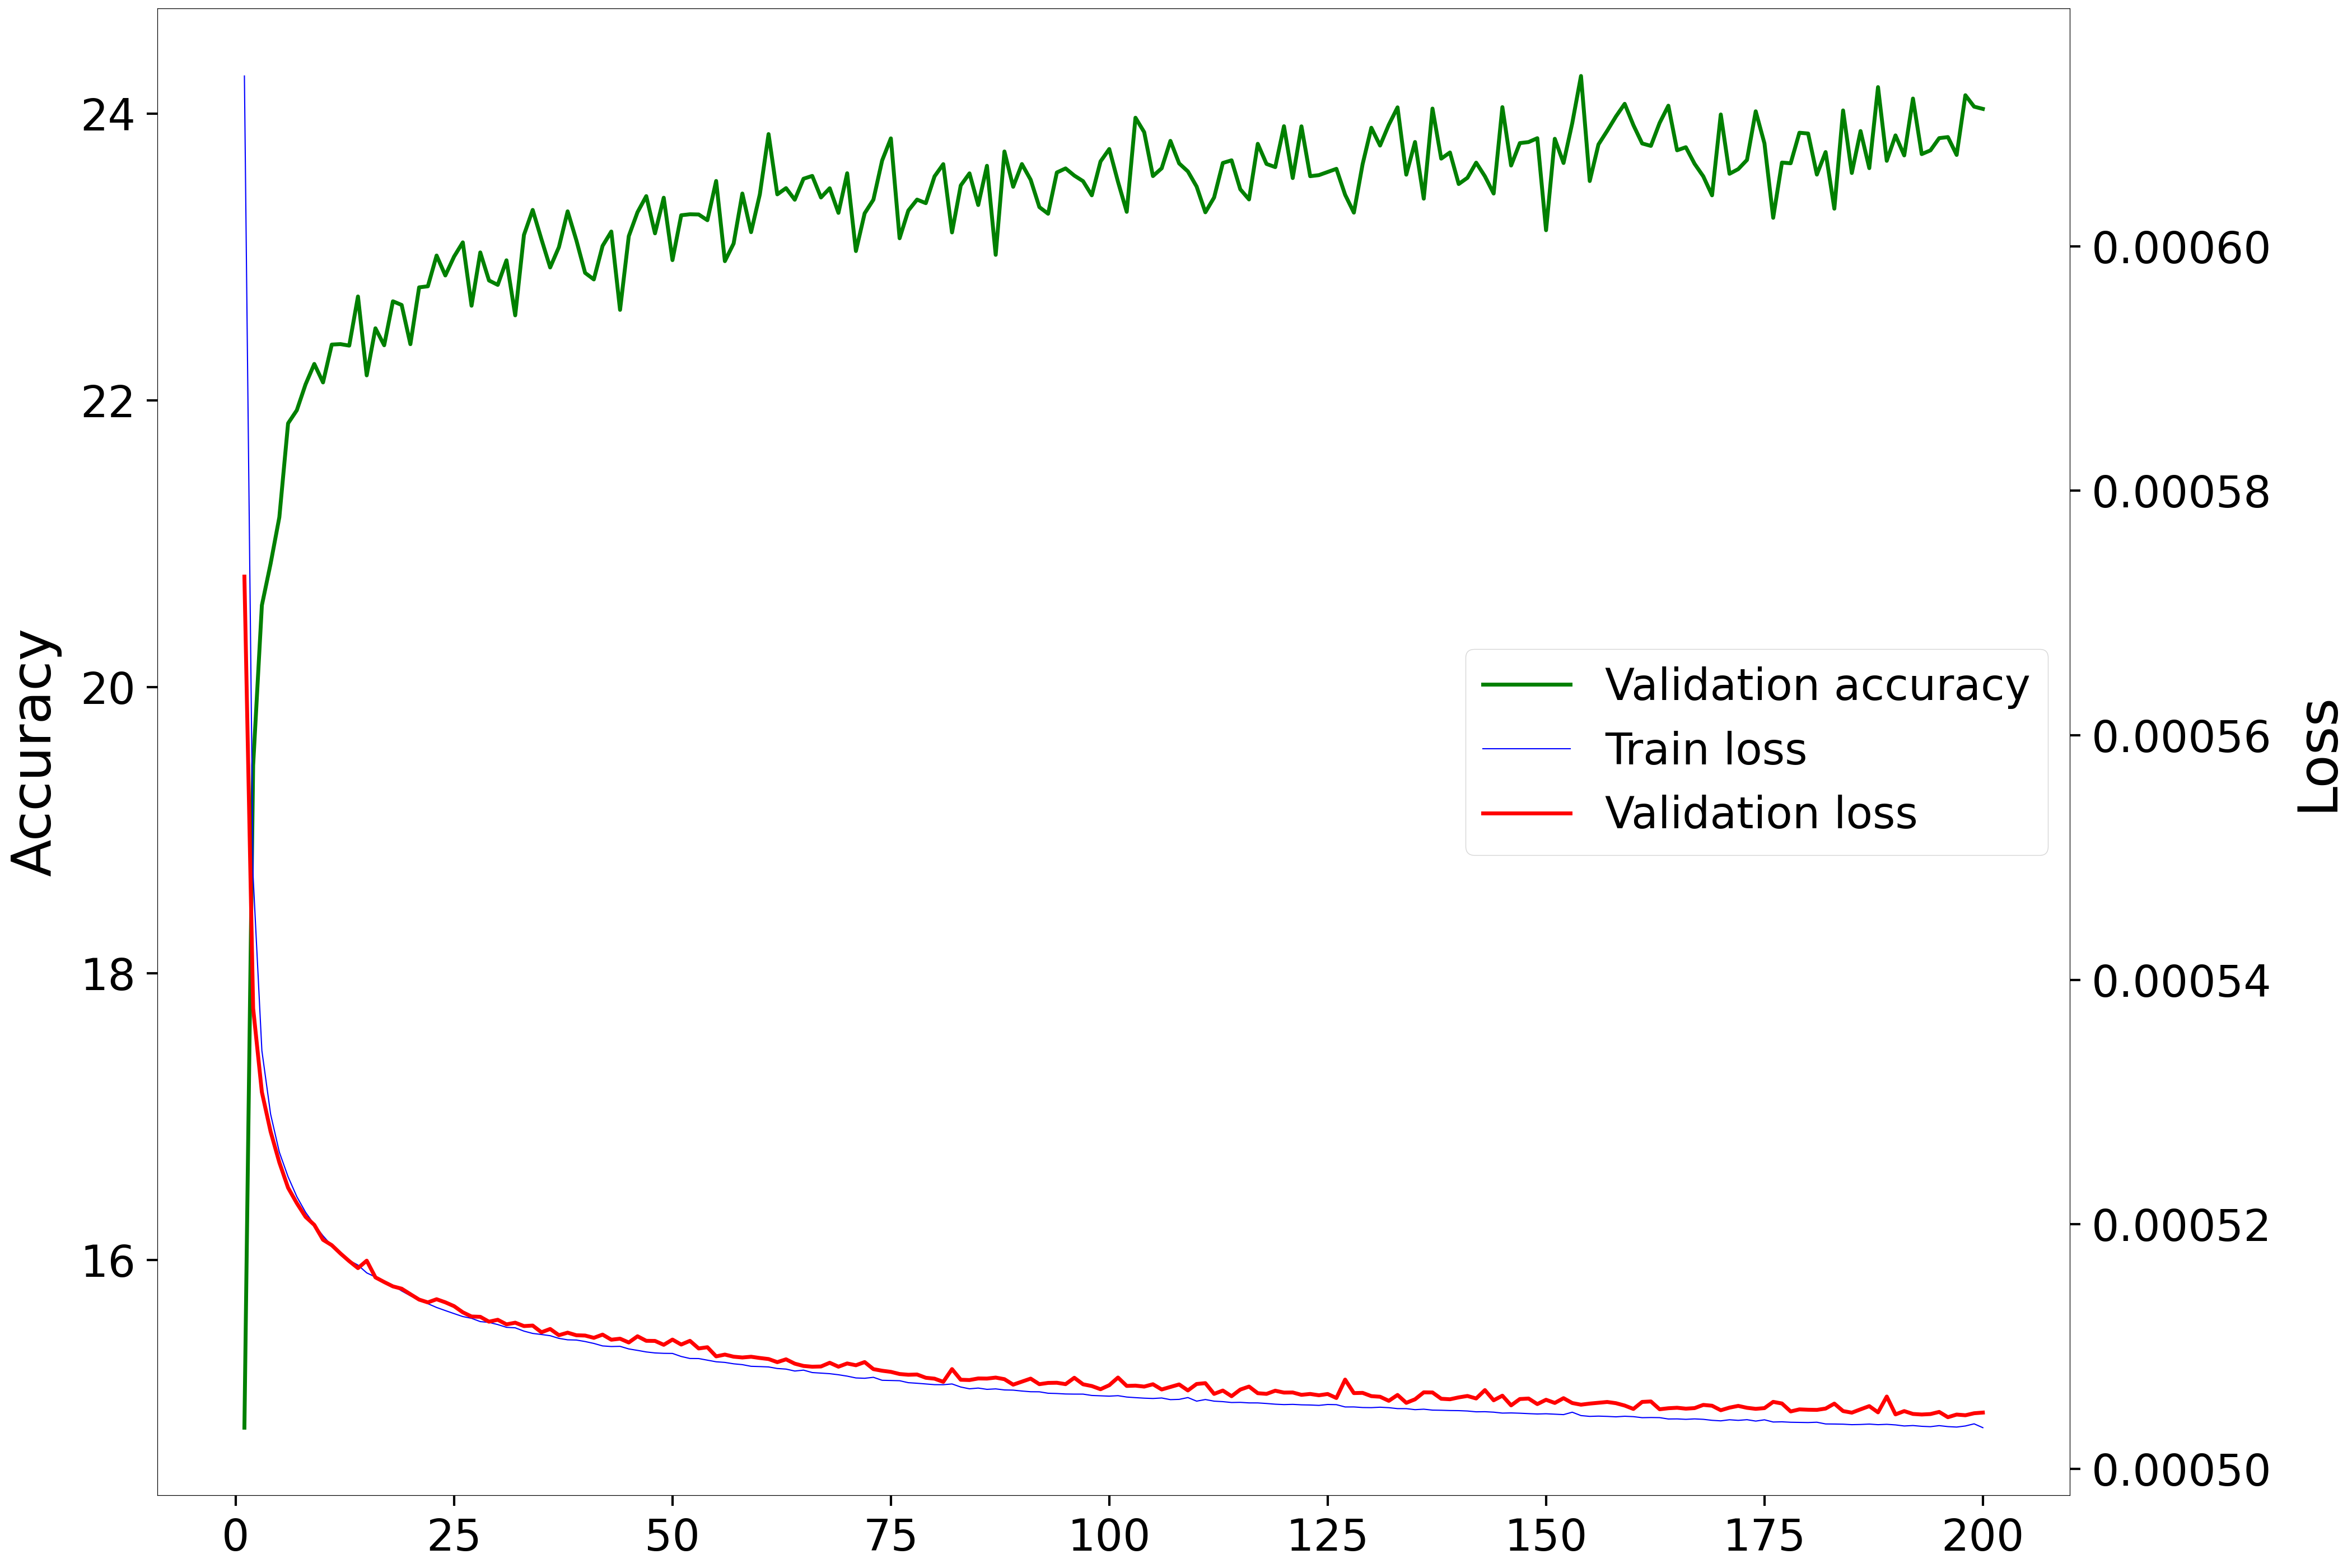 Accuracy
24
22
20
18
16
0.00060
0.00058
0.00056
0.00054
0.00052
0.00050
Loss
Validation accuracy
Train loss
Validation loss
0 25 50 75 100 125 150 175 200